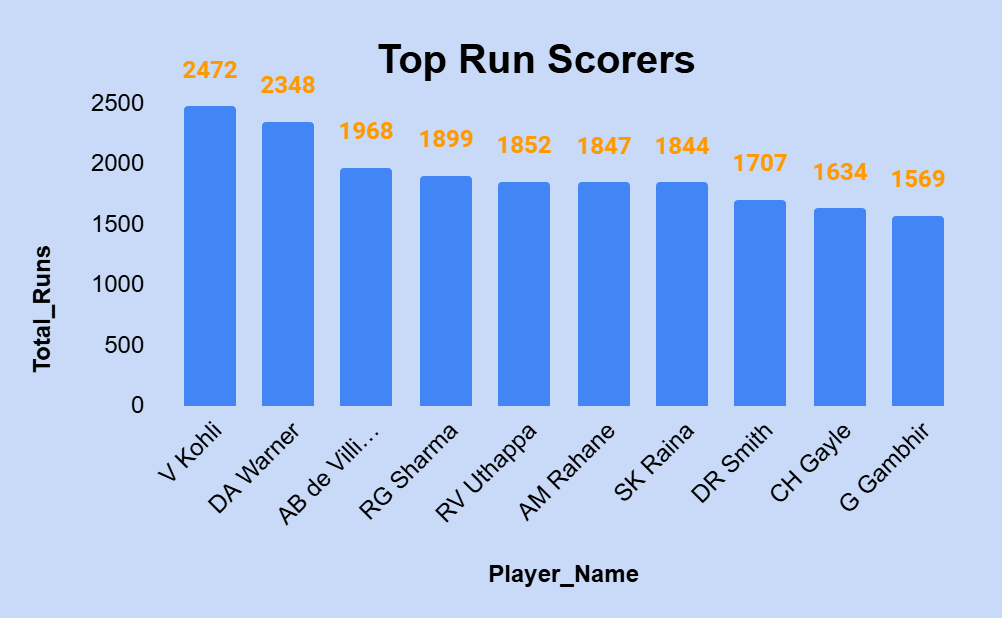 Top Run Scorers
2472
2348
1968
1899
1852
1847
1844
1707
1634
1569
2500
2000
1500
1000
500
0
Total_Runs
V Kohli
DA Warner
AB de Villi…
RG Sharma
RV Uthappa
AM Rahane
SK Raina
DR Smith
CH Gayle
G Gambhir
Player_Name